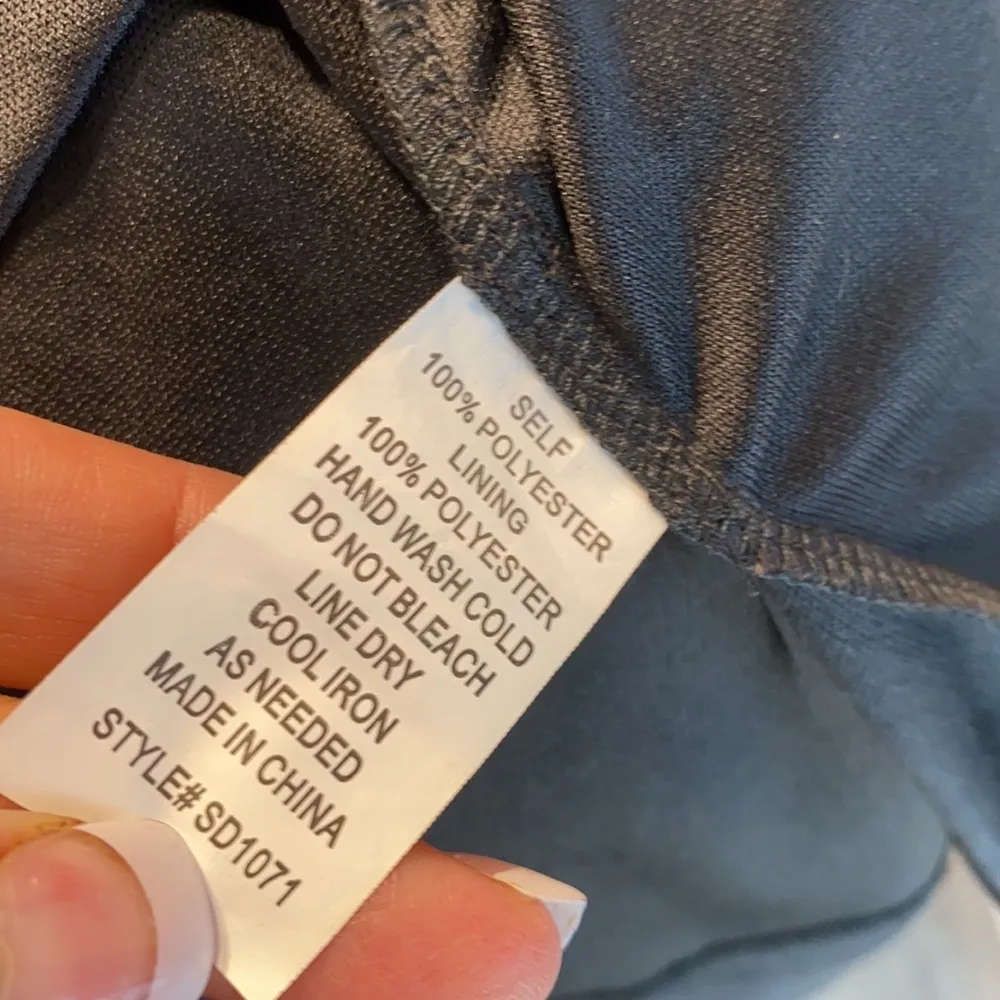 SELF
100% POLYESTER
LINING
100% POLYESTER
HAND WASH COLD
DO NOT BLEACH
LINE DRY
COOL IRON
AS NEEDED
MADE IN CHINA
STYLE# SD1071